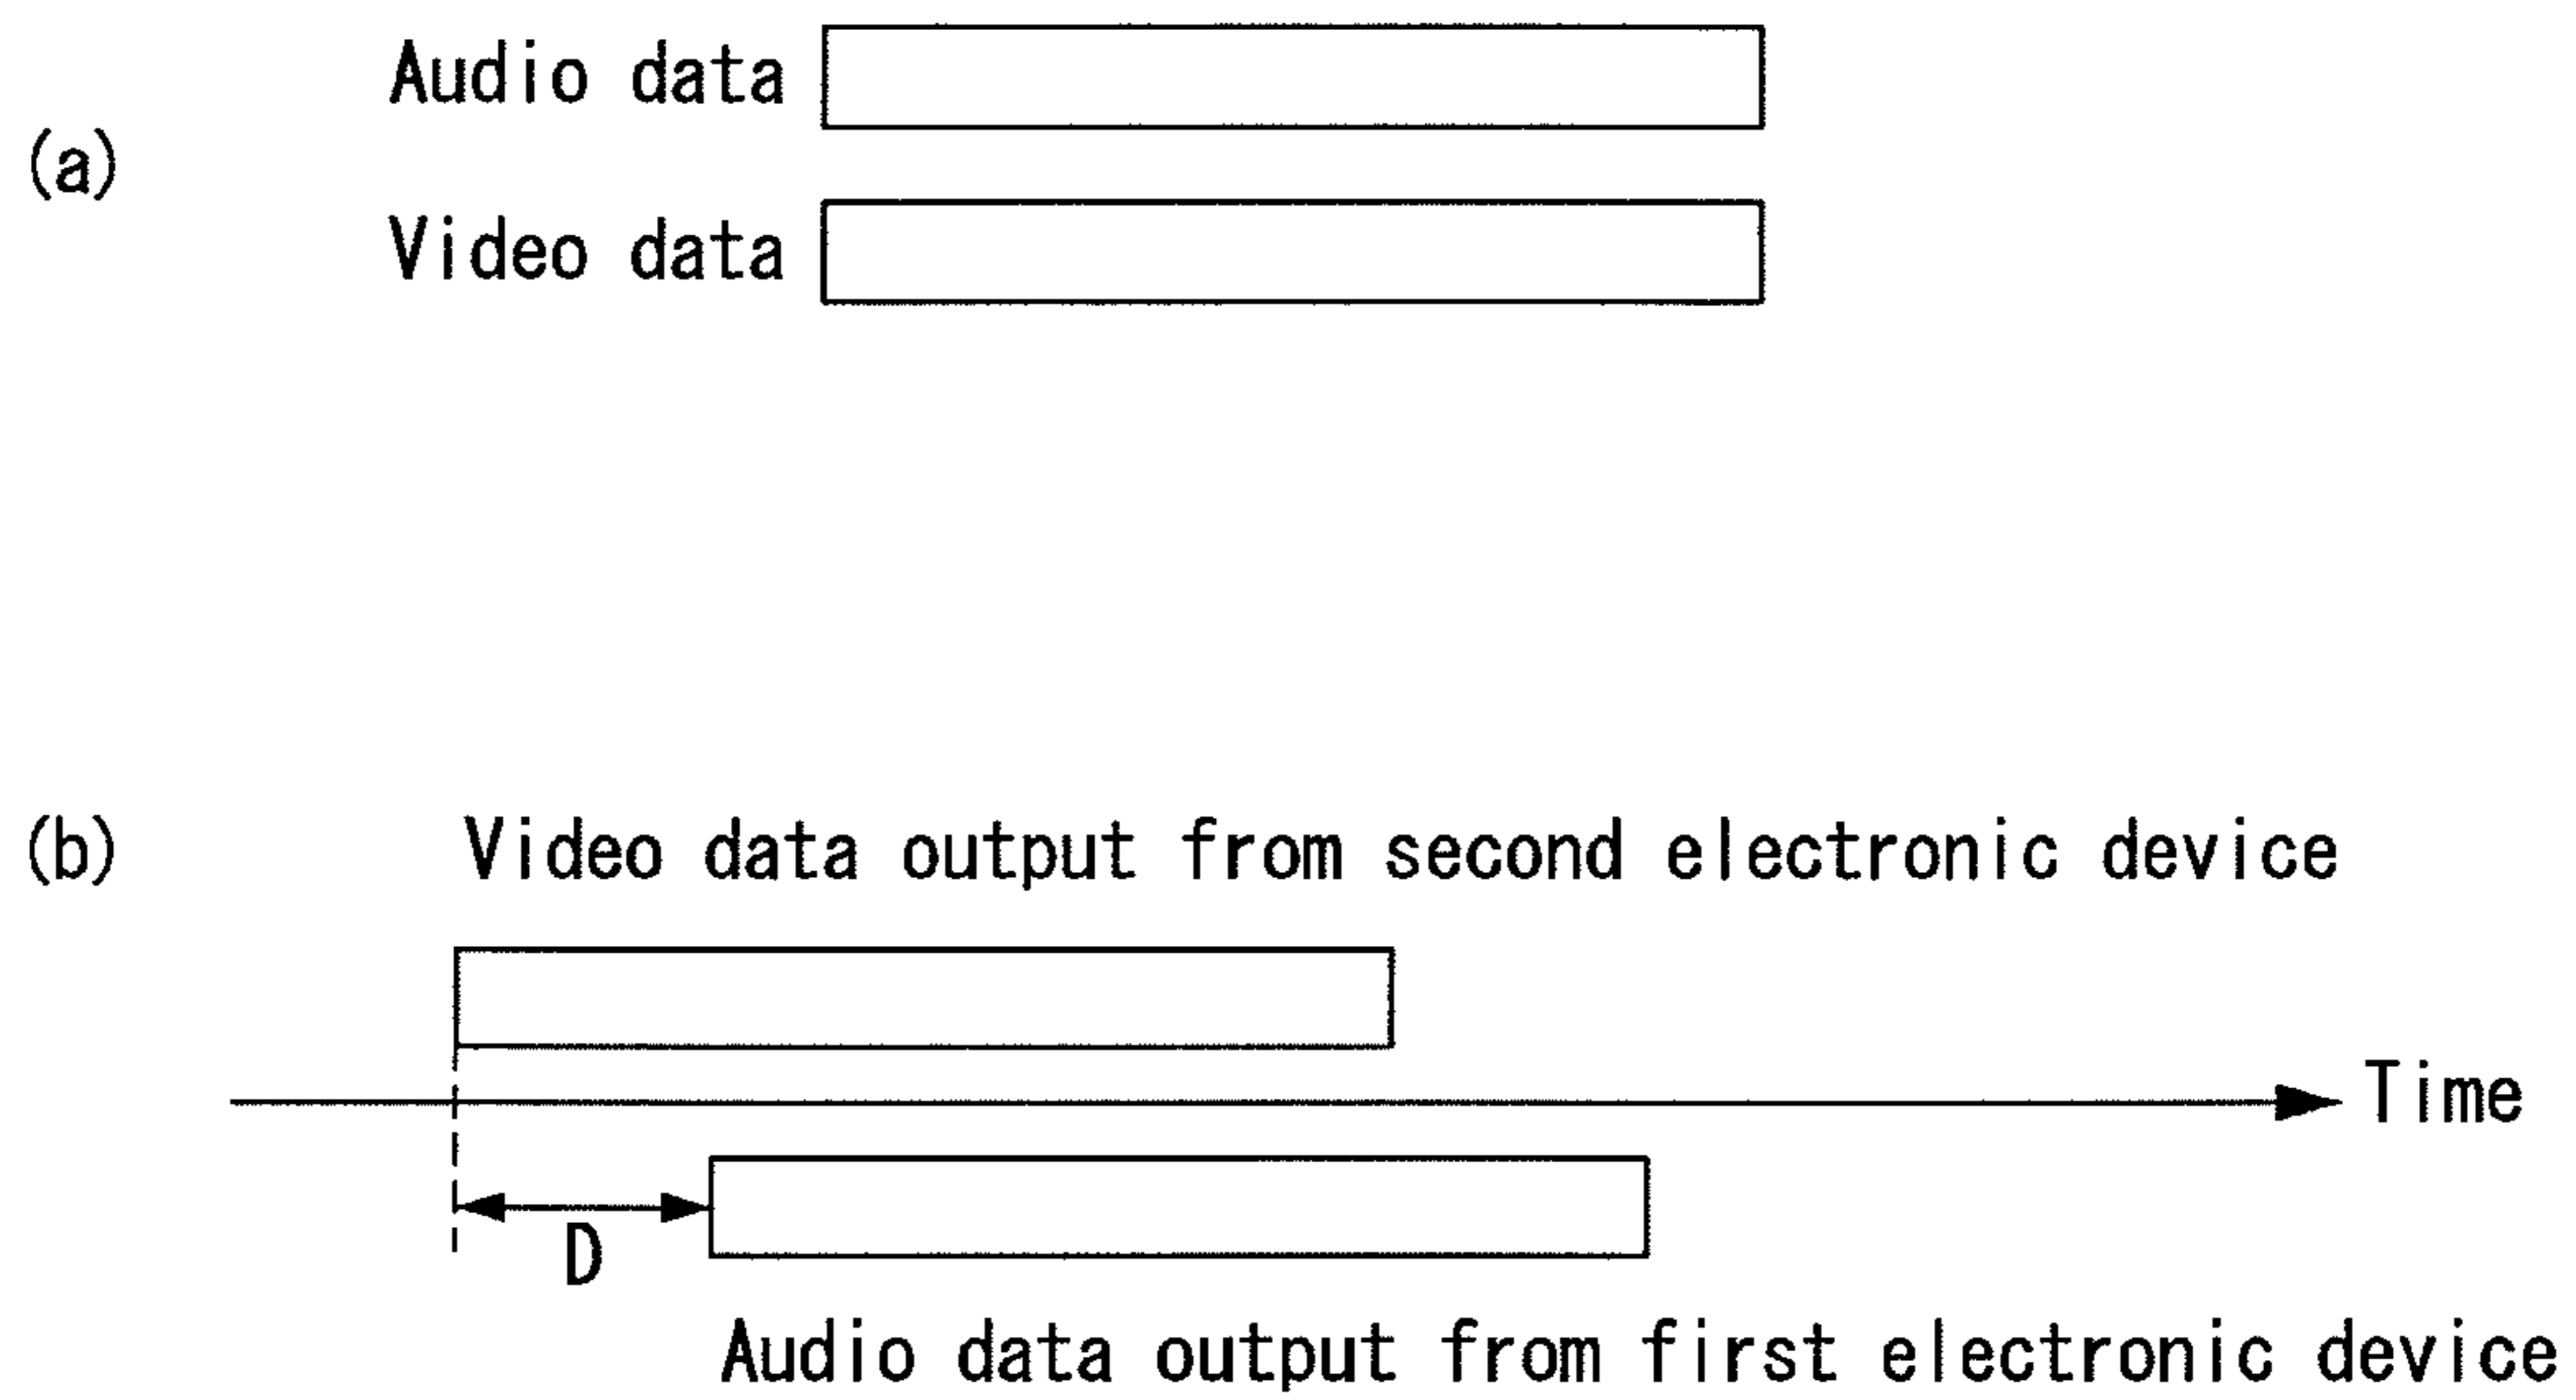 Audio data
(a)
Video data
(b)
Video data output from second electronic device
Time
D
Audio data output from first electronic device